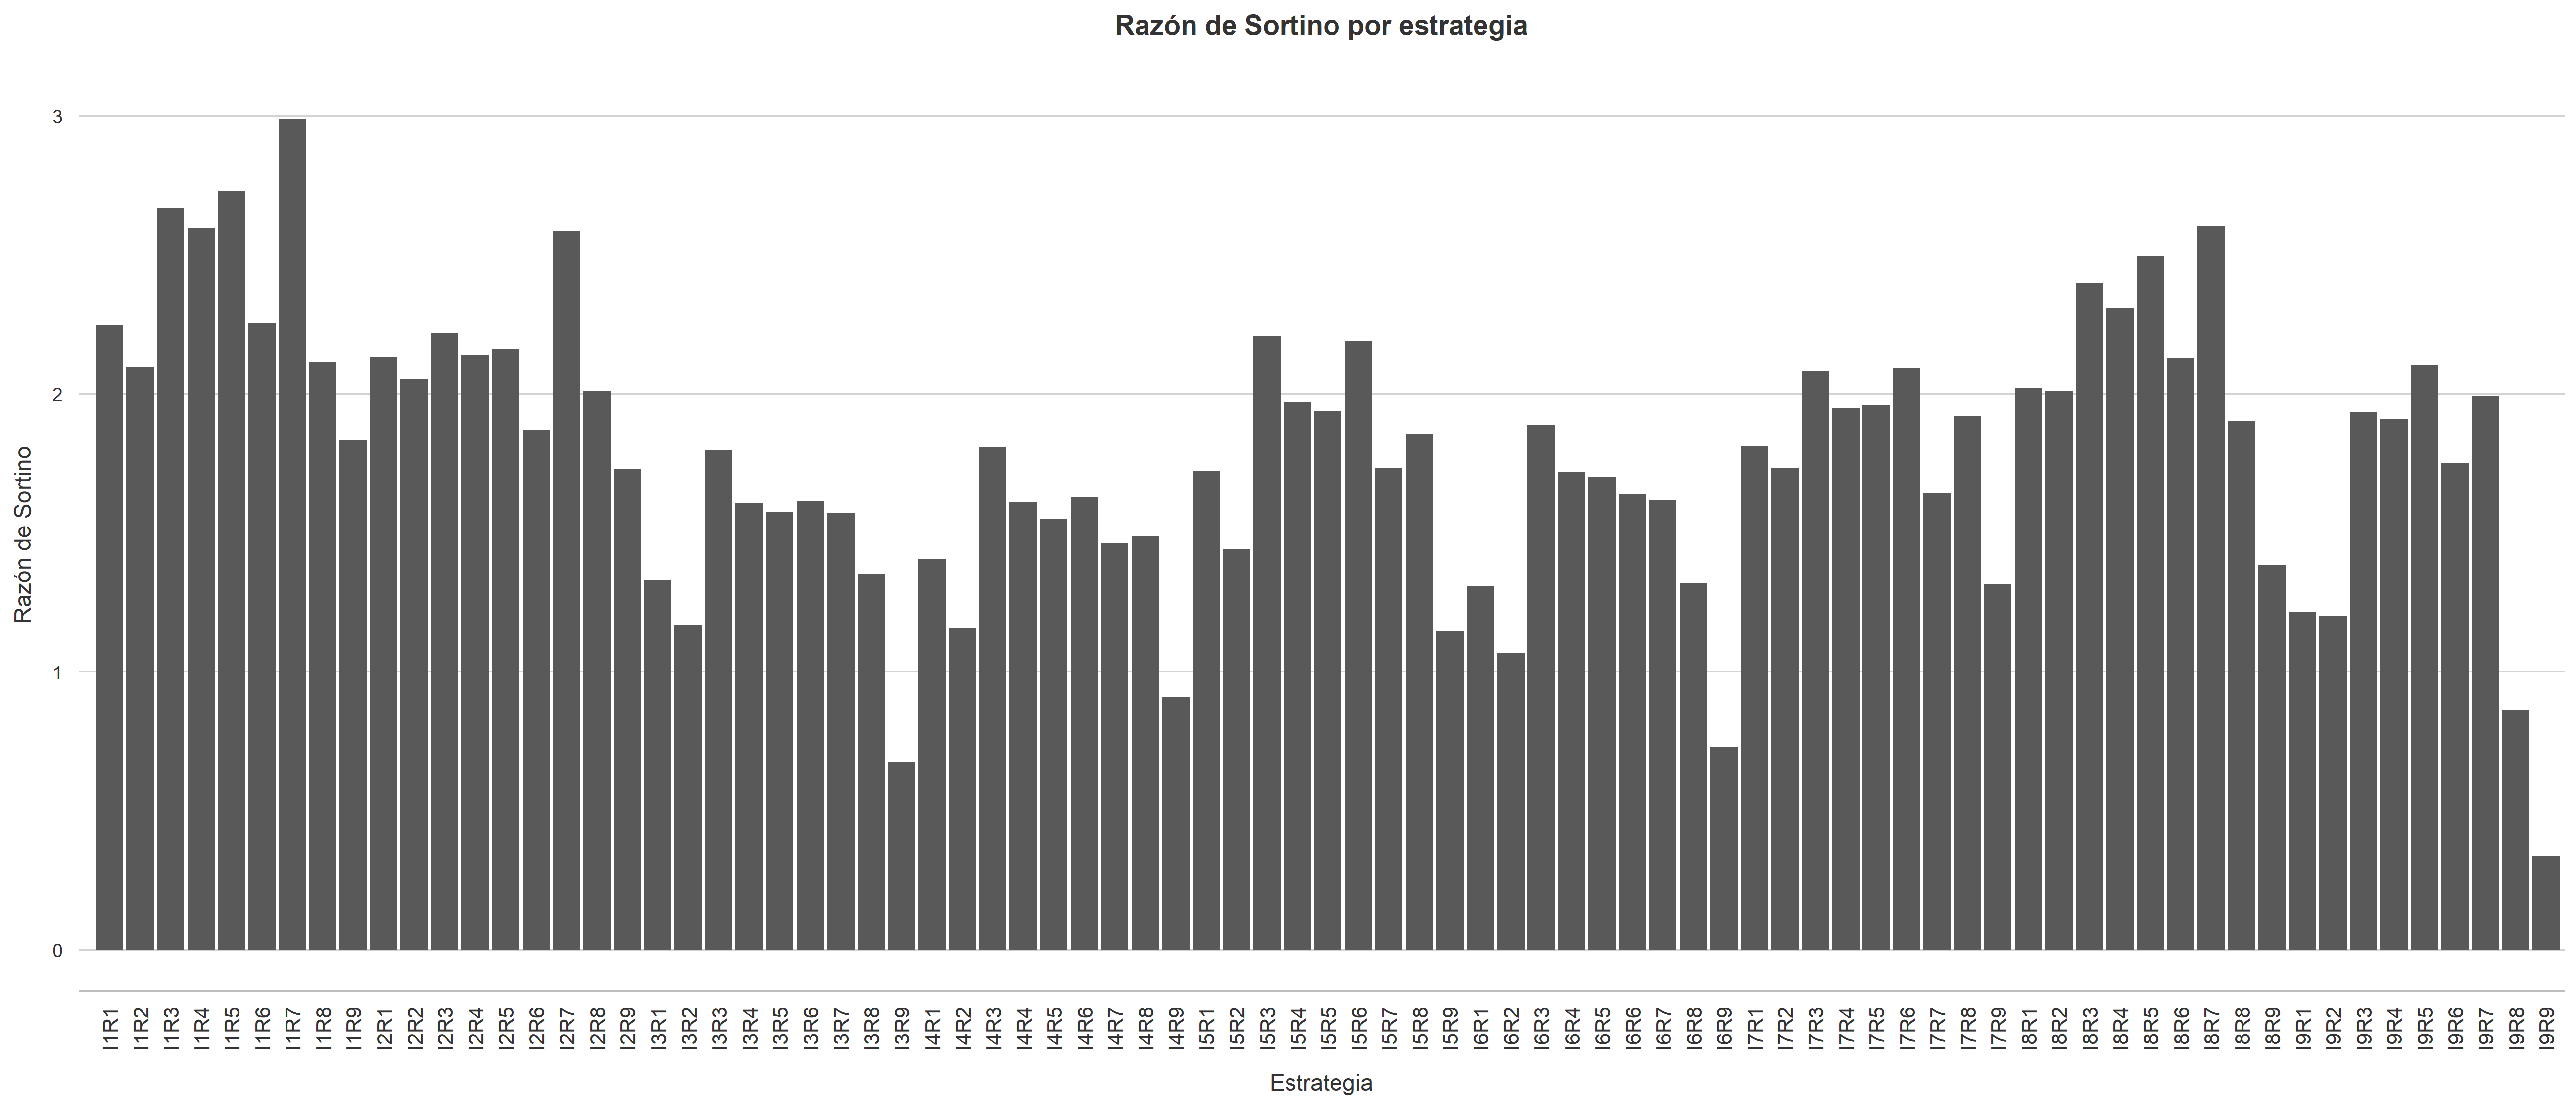 Razón de Sortino por estrategia
Razón de Sortino
3
2
1
0
I1R1 I1R2 I1R3 I1R4 I1R5 I1R6 I1R7 I1R8 I1R9 I2R1 I2R2 I2R3 I2R4 I2R5 I2R6 I2R7 I2R8 I2R9 I3R1 I3R2 I3R3 I3R4 I3R5 I3R6 I3R7 I3R8 I3R9 I4R1 I4R2 I4R3 I4R4 I4R5 I4R6 I4R7 I4R8 I4R9 I5R1 I5R2 I5R3 I5R4 I5R5 I5R6 I5R7 I5R8 I5R9 I6R1 I6R2 I6R3 I6R4 I6R5 I6R6 I6R7 I6R8 I6R9 I7R1 I7R2 I7R3 I7R4 I7R5 I7R6 I7R7 I7R8 I7R9 I8R1 I8R2 I8R3 I8R4 I8R5 I8R6 I8R7 I8R8 I8R9 I9R1 I9R2 I9R3 I9R4 I9R5 I9R6 I9R7 I9R8 I9R9
Estrategia